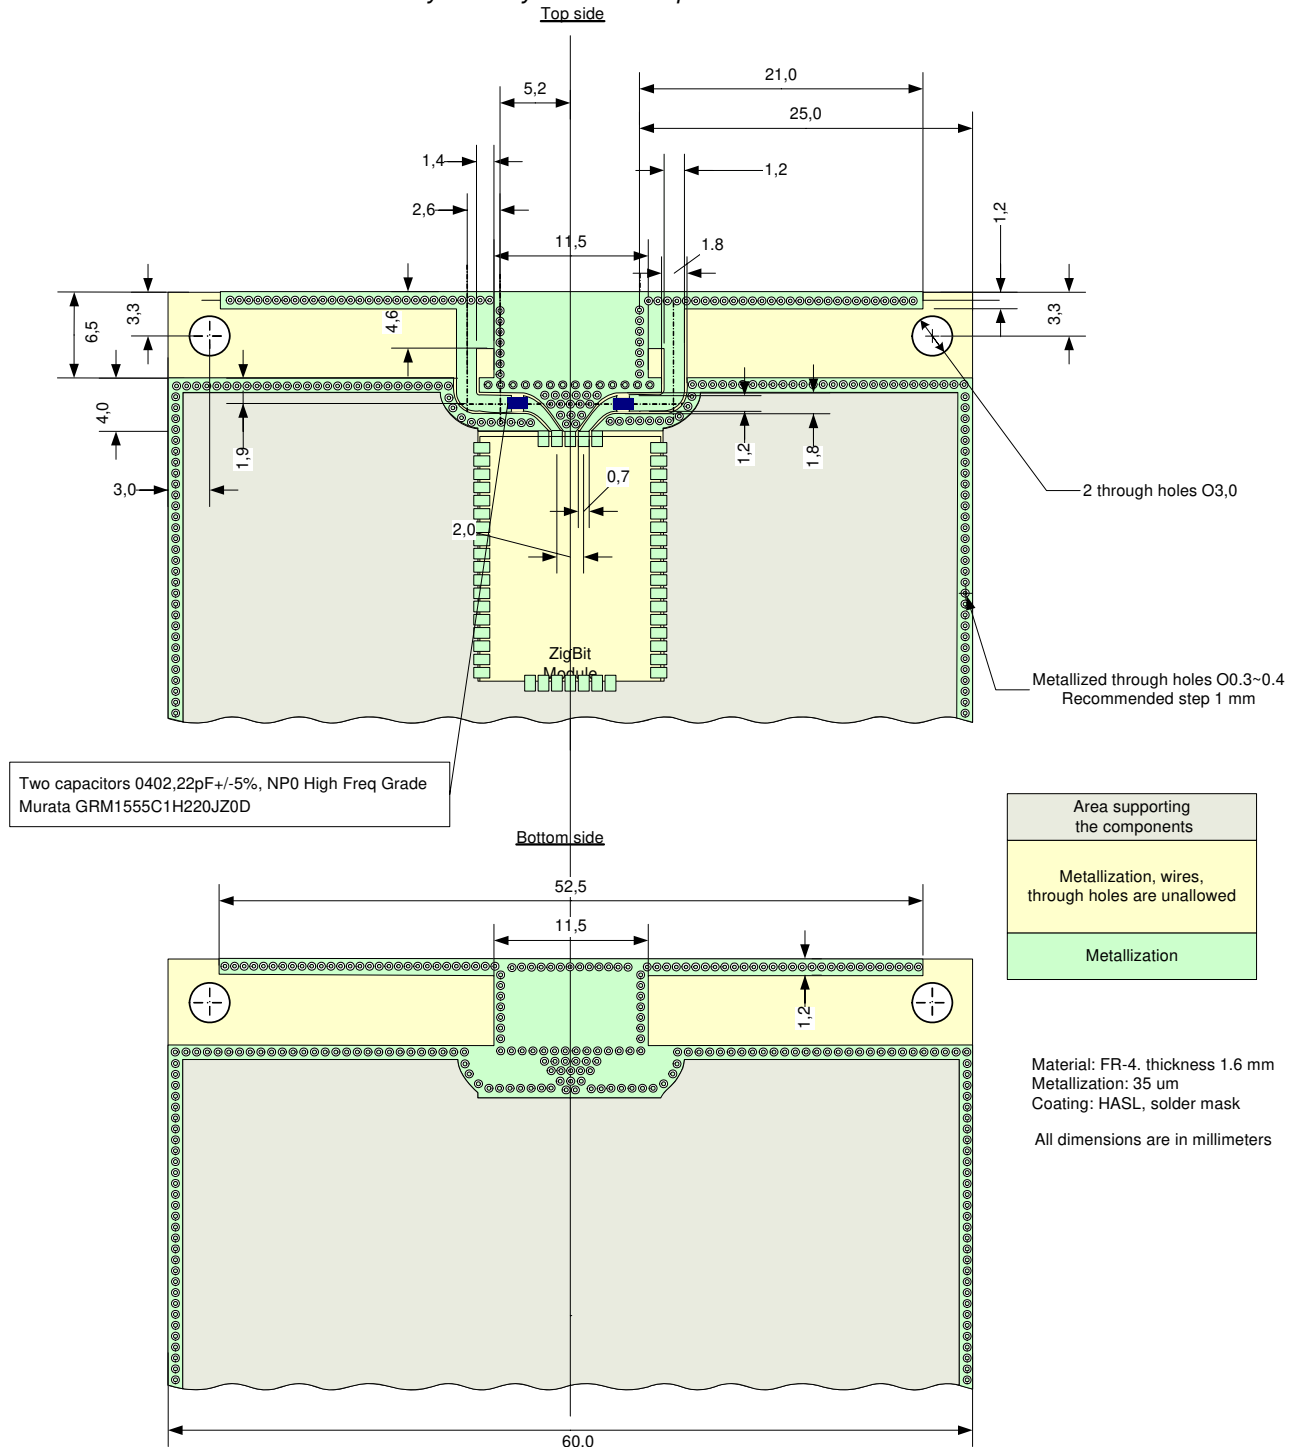 Top side
21,0
5,2
25,0
1,4
1,2
2,6
1,2
11,5
1.8
3,3
6,5
4,6
3,3
4,0
1,9
1,2
1,8
3,0
0,7
2 through holes O3,0
2,0
ZigBit
Module
Metallized through holes O0.3~0.4
Recommended step 1 mm
Two capacitors 0402,22pF+/-5%, NP0 High Freq Grade
Murata GRM1555C1H220JZ0D
Area supporting
the components
Metallization, wires,
through holes are unallowed
Metallization
Bottom side
52,5
11,5
1,2
Material: FR-4. thickness 1.6 mm
Metallization: 35 um
Coating: HASL, solder mask
All dimensions are in millimeters
60,0